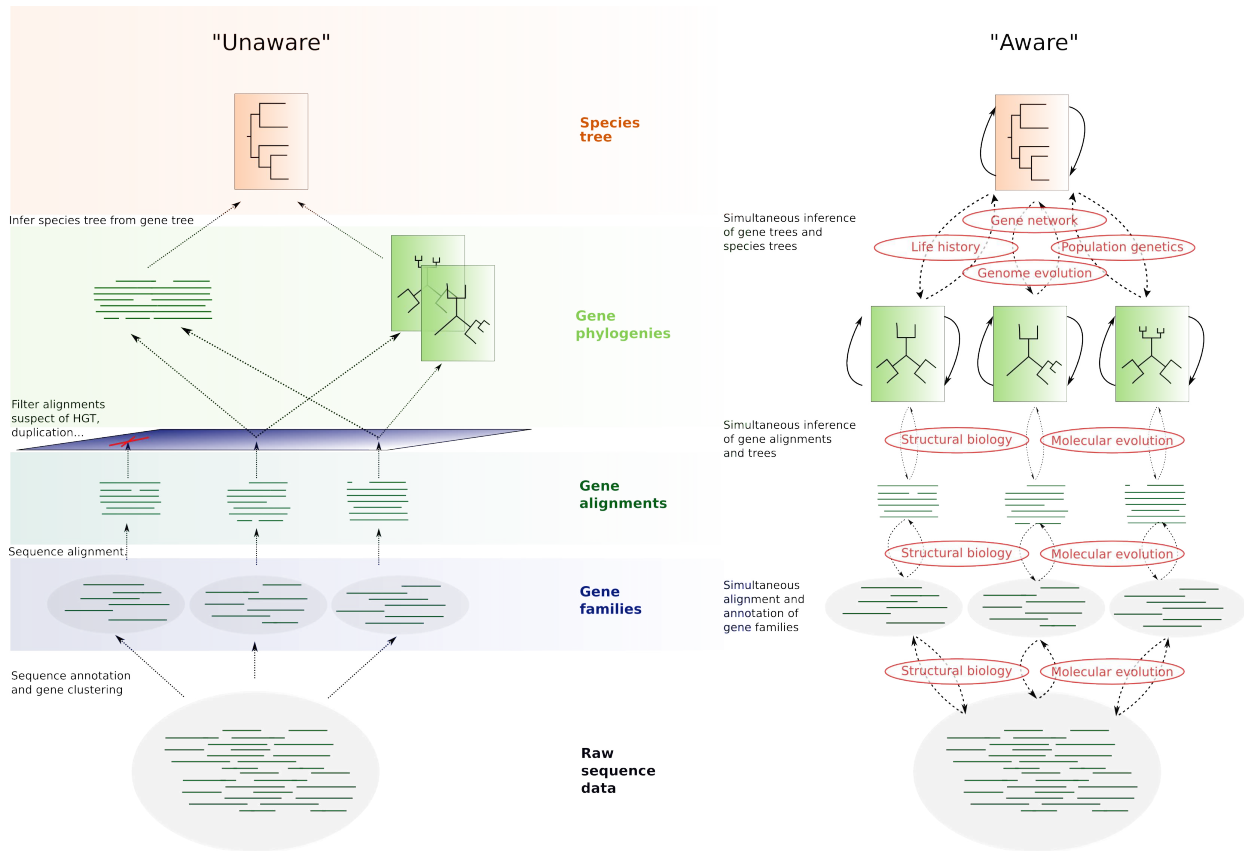 "Unaware"
"Aware"
Species
tree
Infer species tree from gene tree
Simultaneous inference
of gene trees and
species trees
Gene network
Life history
Population genetics
Genome evolution
Gene
phylogenies
Filter alignments
suspect of HGT,
duplication...
Simultaneous inference
of gene alignments
and trees
Structural biology
Molecular evolution
Gene
alignments
Sequence alignment
Structural biology
Molecular evolution
Gene
families
Simultaneous
alignment and
annotation of
gene families
Sequence annotation
and gene clustering
Structural biology
Molecular evolution
Raw
sequence
data